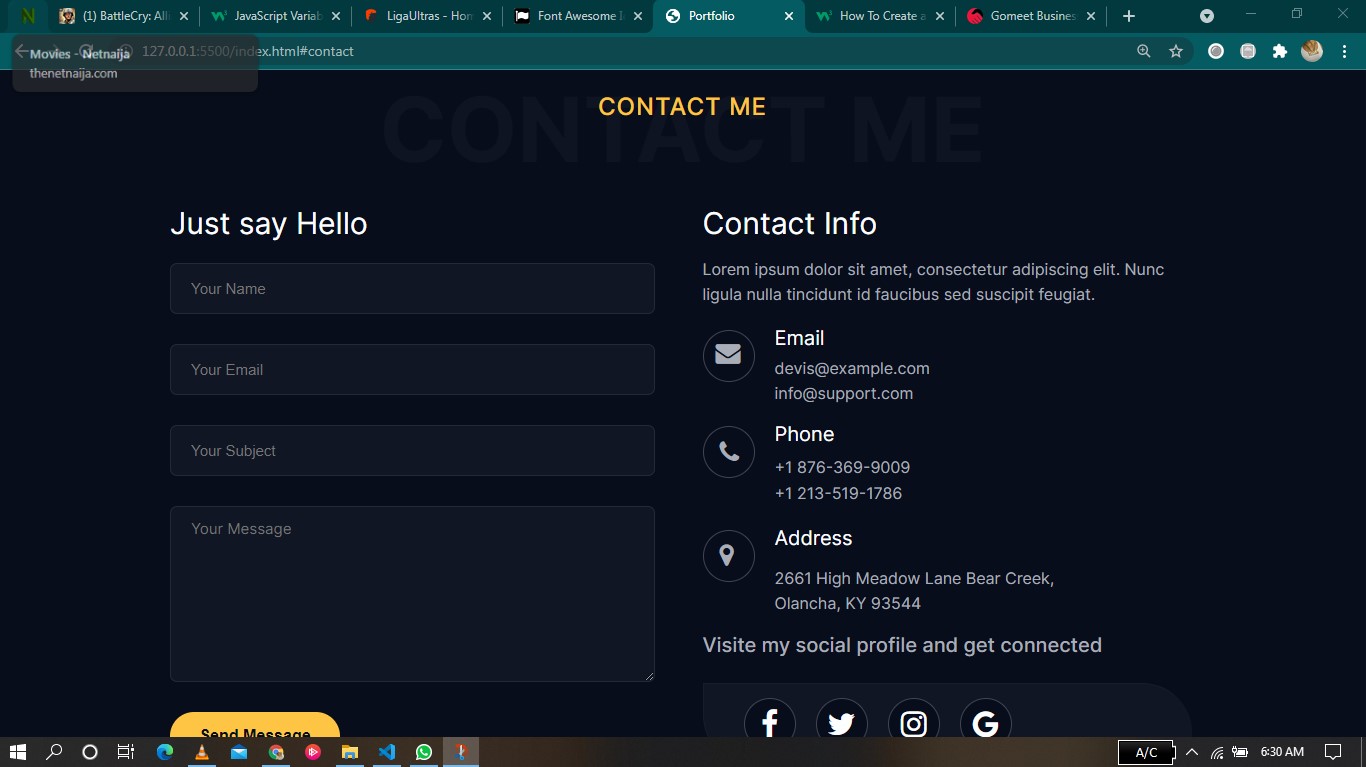 (1) BattleCry: All
JavaScript Variab
LigaUltras - Hom
Font Awesome I
Portfolio
How To Create a
Gomeet Busines
127.0.0.1:5500/index.html#contact
Movies - Netnaija
thenetnaija.com
CONTACT ME
CONTACT ME
Just say Hello
Your Name
Your Email
Your Subject
Your Message
Send Message
Contact Info
Lorem ipsum dolor sit amet, consectetur adipiscing elit. Nunc
ligula nulla tincidunt id faucibus sed suscipit feugiat.
Email
devis@example.com
info@support.com
Phone
+1 876-369-9009
+1 213-519-1786
Address
2661 High Meadow Lane Bear Creek,
Olancha, KY 93544
Visite my social profile and get connected
A/C
6:30 AM